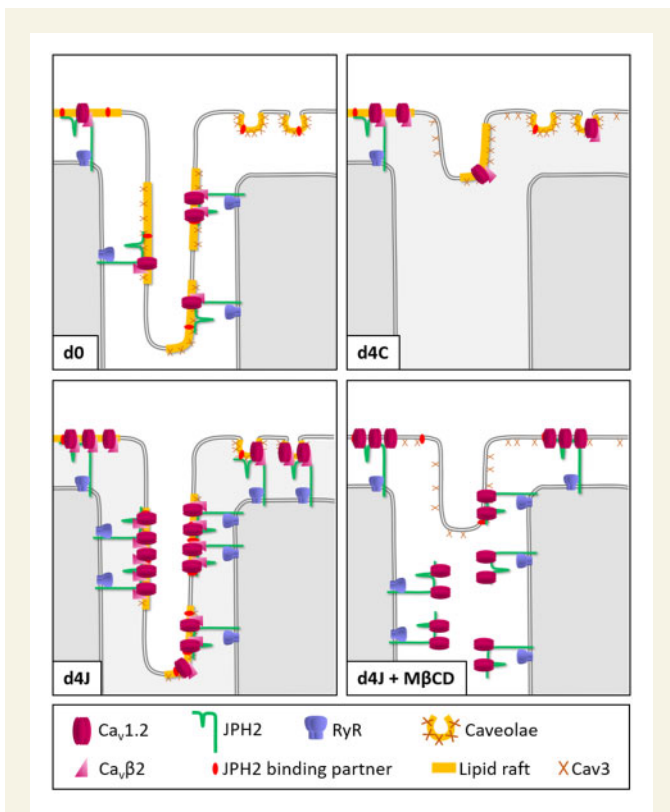 d0
d4C
d4J
d4J + MβCD
Caᵥ1.2 JPH2 RyR Caveolae
Caᵥβ2 JPH2 binding partner Lipid raft Cav3